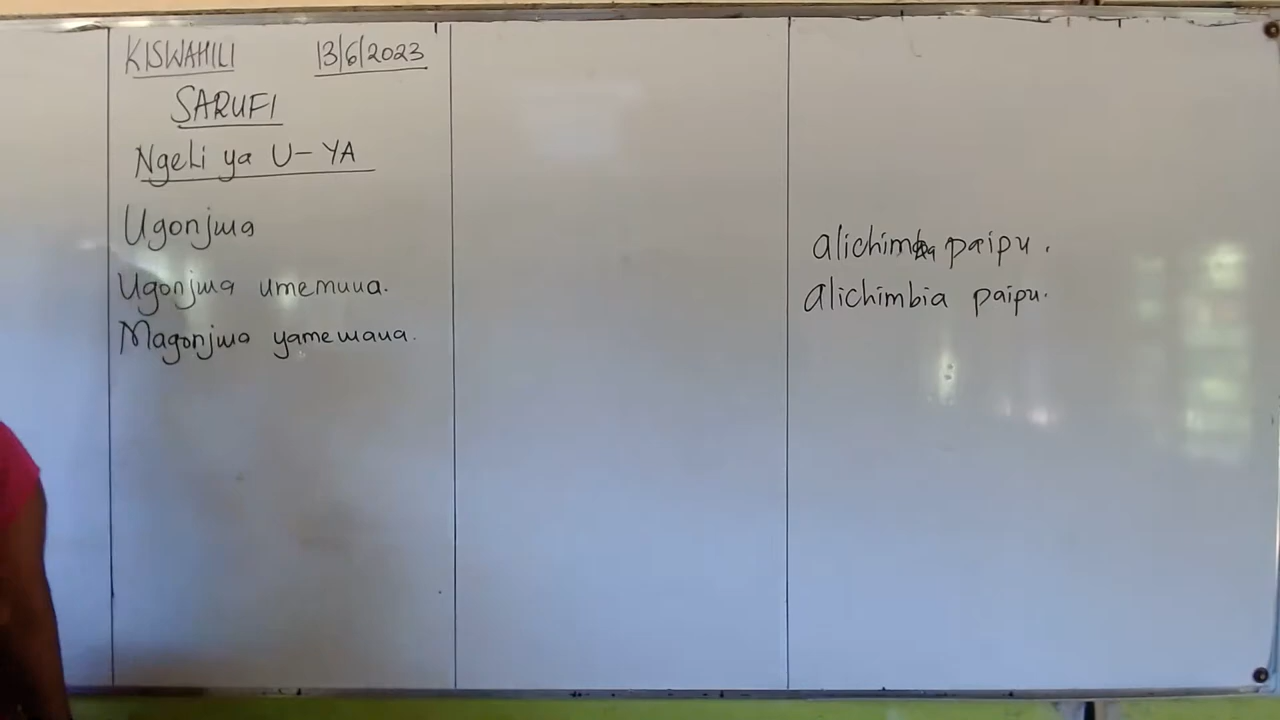 KISWAHILI 13/6/2023
SARUFI
Ngeli ya U-YA
Ugonjwa
Ugonjwa umemuua.
Magonjwa yamewaua.
alichimba paipu.
alichimbia paipu.